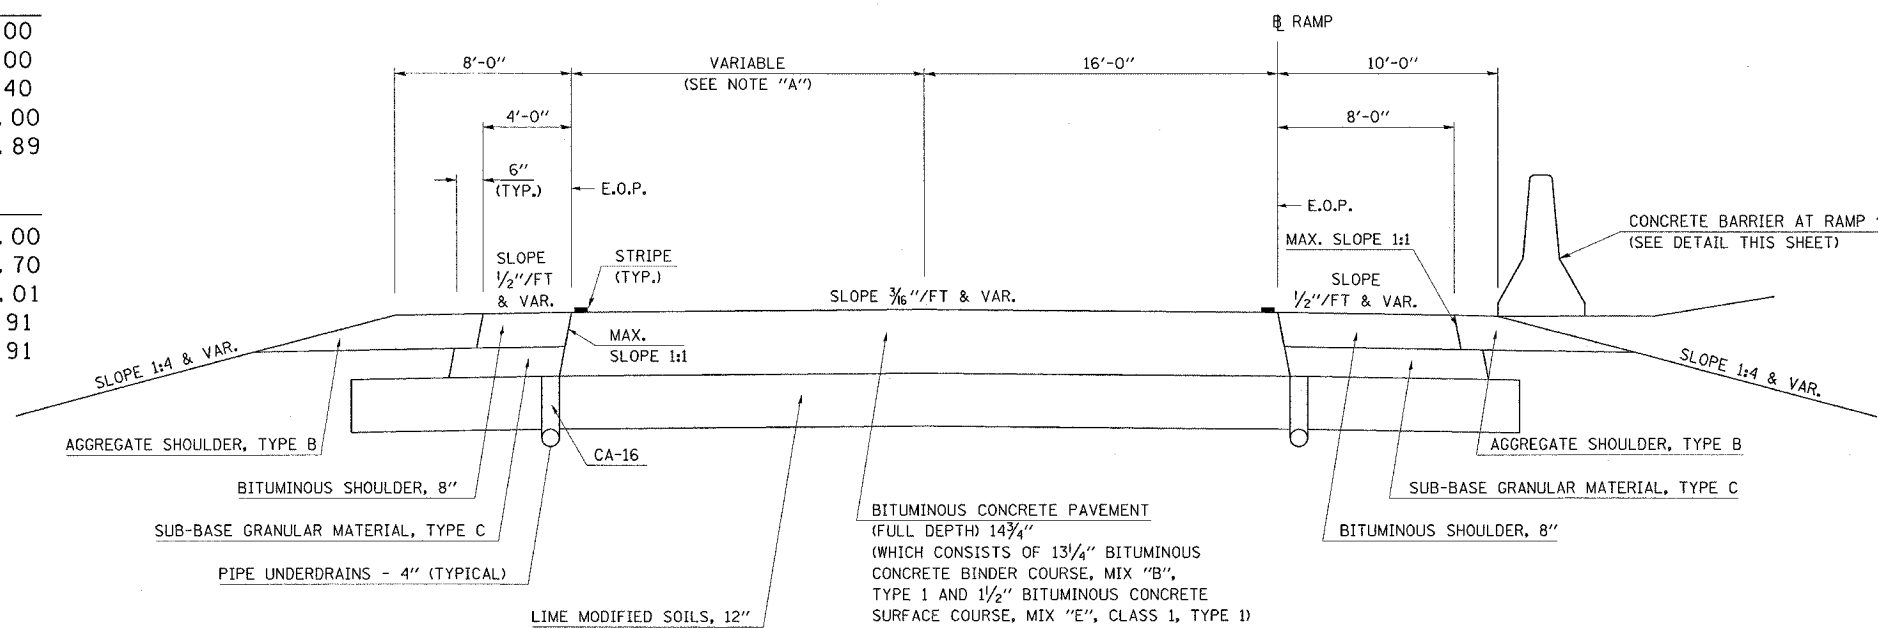 00
00
40
.00
.89
.00
.70
.01
91
91
℄ RAMP
8'-0"
VARIABLE
(SEE NOTE "A")
16'-0"
10'-0"
4'-0"
8'-0"
6"
(TYP.)
E.O.P.
E.O.P.
CONCRETE BARRIER AT RAMP
(SEE DETAIL THIS SHEET)
MAX. SLOPE 1:1
SLOPE
1/2"/FT
& VAR.
STRIPE
(TYP.)
SLOPE 3/16"/FT & VAR.
SLOPE
1/2"/FT & VAR.
MAX.
SLOPE 1:1
SLOPE 1:4 & VAR.
SLOPE 1:4 & VAR.
AGGREGATE SHOULDER, TYPE B
CA-16
AGGREGATE SHOULDER, TYPE B
BITUMINOUS SHOULDER, 8"
SUB-BASE GRANULAR MATERIAL, TYPE C
SUB-BASE GRANULAR MATERIAL, TYPE C
BITUMINOUS SHOULDER, 8"
PIPE UNDERDRAINS - 4" (TYPICAL)
LIME MODIFIED SOILS, 12"
BITUMINOUS CONCRETE PAVEMENT
(FULL DEPTH) 14 3/4"
(WHICH CONSISTS OF 13 1/4" BITUMINOUS
CONCRETE BINDER COURSE, MIX "B",
TYPE 1 AND 1 1/2" BITUMINOUS CONCRETE
SURFACE COURSE, MIX "E", CLASS 1, TYPE 1)